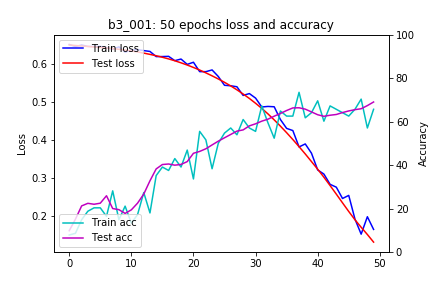 b3_001: 50 epochs loss and accuracy
Train loss
Test loss
Train acc
Test acc
Loss
0.6
0.5
0.4
0.3
0.2
Accuracy
100
80
60
40
20
0
0 10 20 30 40 50